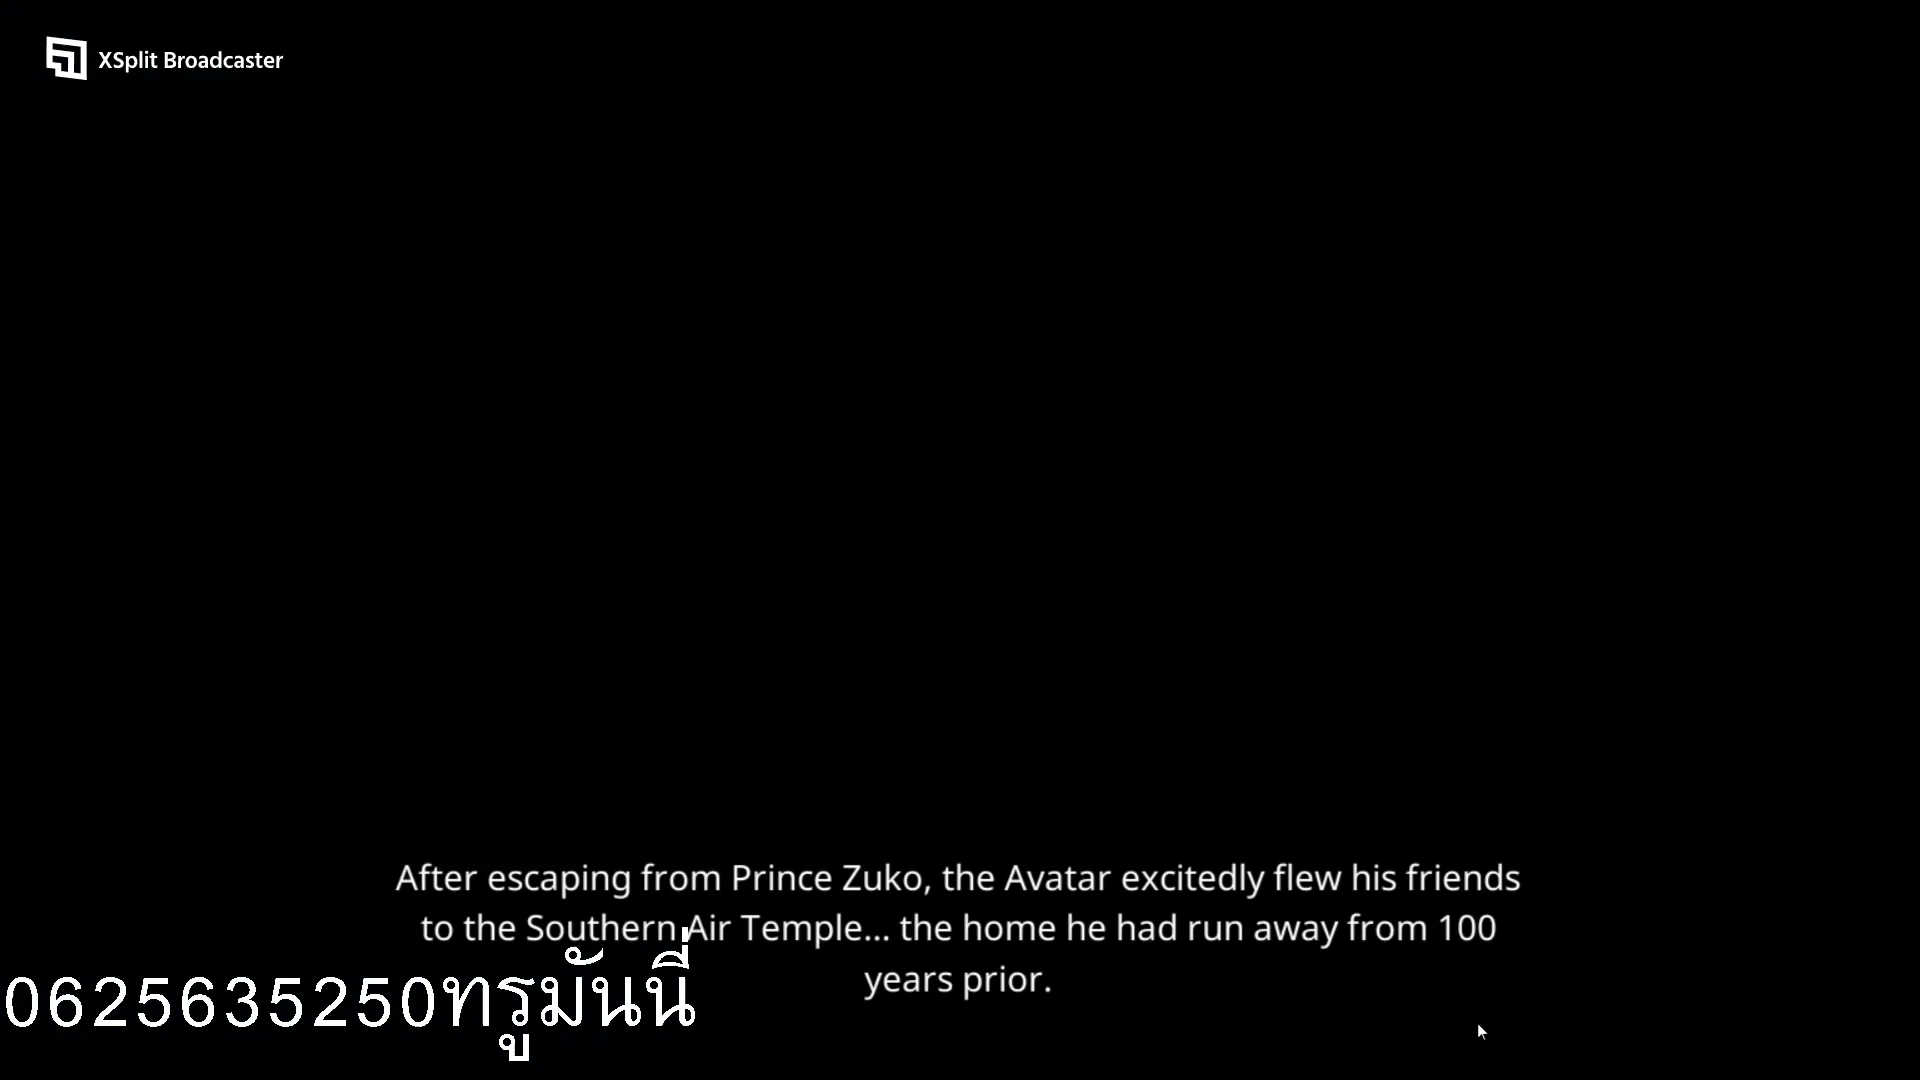 XSplit Broadcaster
After escaping from Prince Zuko, the Avatar excitedly flew his friends
to the Southern Air Temple... the home he had run away from 100
years prior.
0625635250ทรูมันนี่